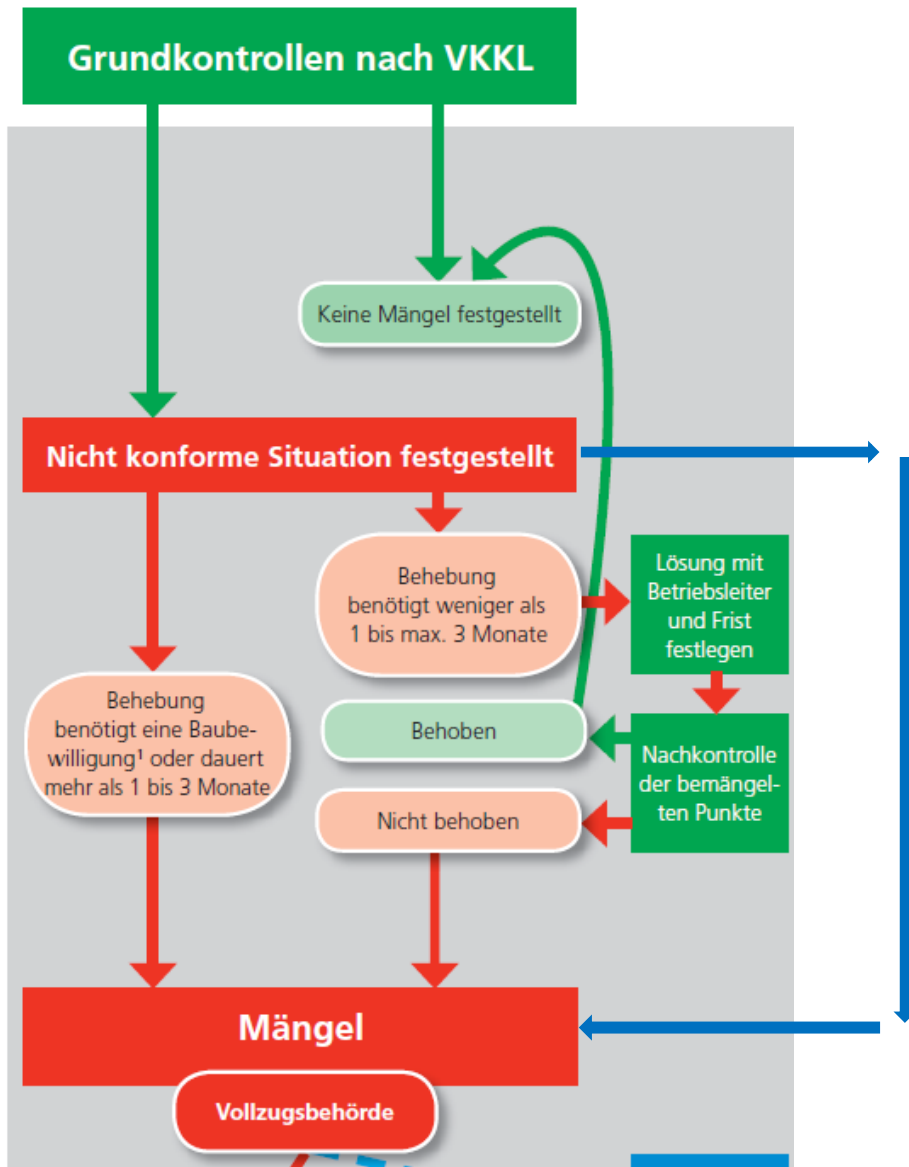 Grundkontrollen nach VKKL
Keine Mängel festgestellt
Nicht konforme Situation festgestellt
Behebung
benötigt weniger als
1 bis max. 3 Monate
Lösung mit
Betriebsleiter
und Frist
festlegen
Behebung
benötigt eine Baube-
willigung¹ oder dauert
mehr als 1 bis 3 Monate
Behoben
Nachkontrolle
der bemängel-
ten Punkte
Nicht behoben
Mängel
Vollzugsbehörde